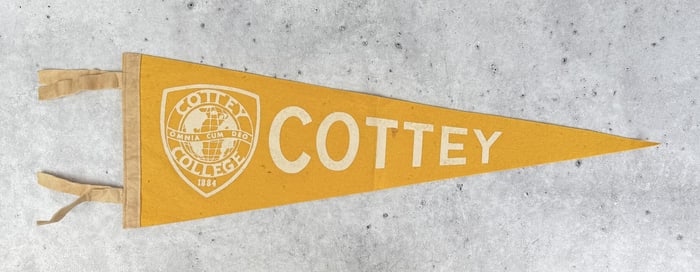 COTTEY
OMNIA CUM DEO
COLLEGE
1884
COTTEY